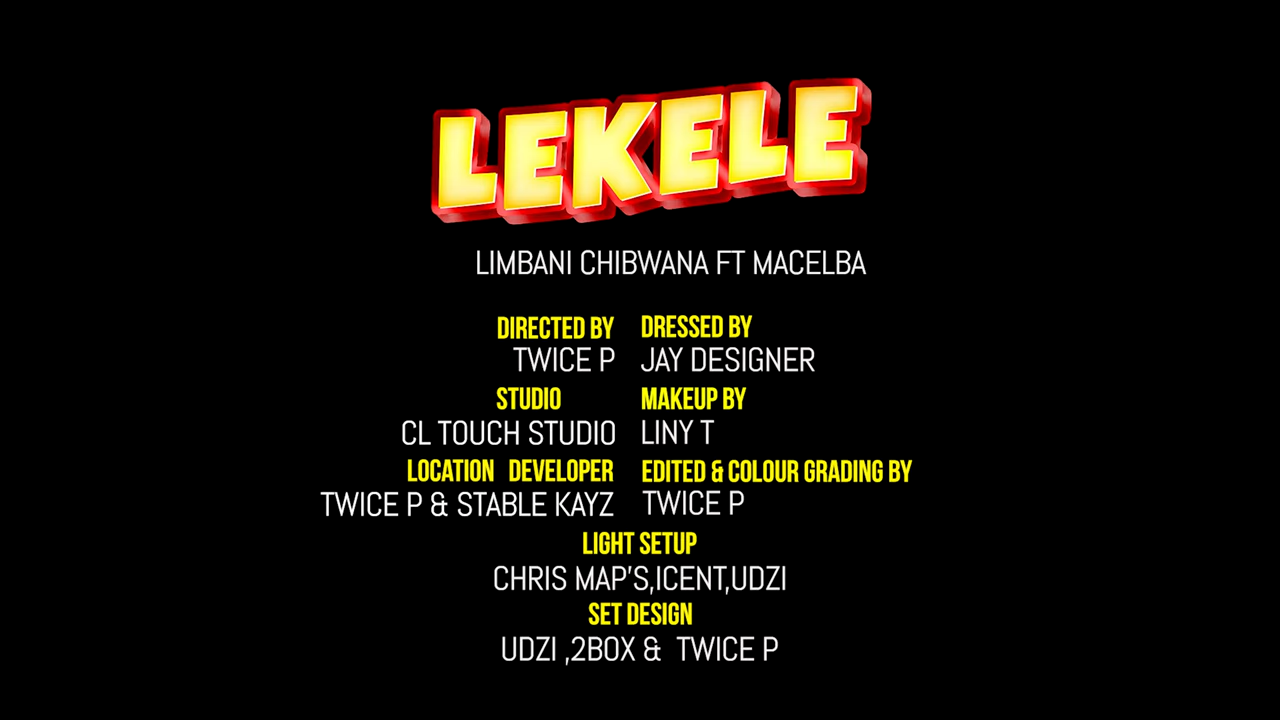 LEKELE
LIMBANI CHIBWANA FT MACELBA
DIRECTED BY
TWICE P
DRESSED BY
JAY DESIGNER
STUDIO
CL TOUCH STUDIO
MAKEUP BY
LINY T
LOCATION DEVELOPER
TWICE P & STABLE KAYZ
EDITED & COLOUR GRADING BY
TWICE P
LIGHT SETUP
CHRIS MAP'S,ICENT,UDZI
SET DESIGN
UDZI ,2BOX & TWICE P